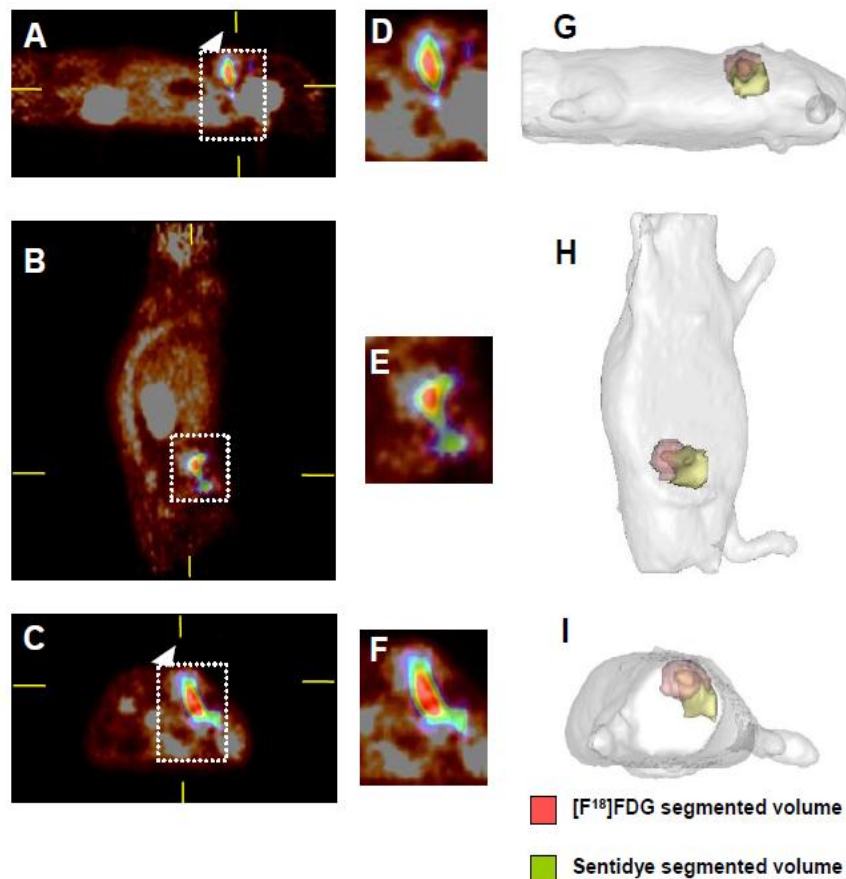 A
D
G
B
E
H
C
F
I
[F¹⁸]FDG segmented volume
Sentidye segmented volume